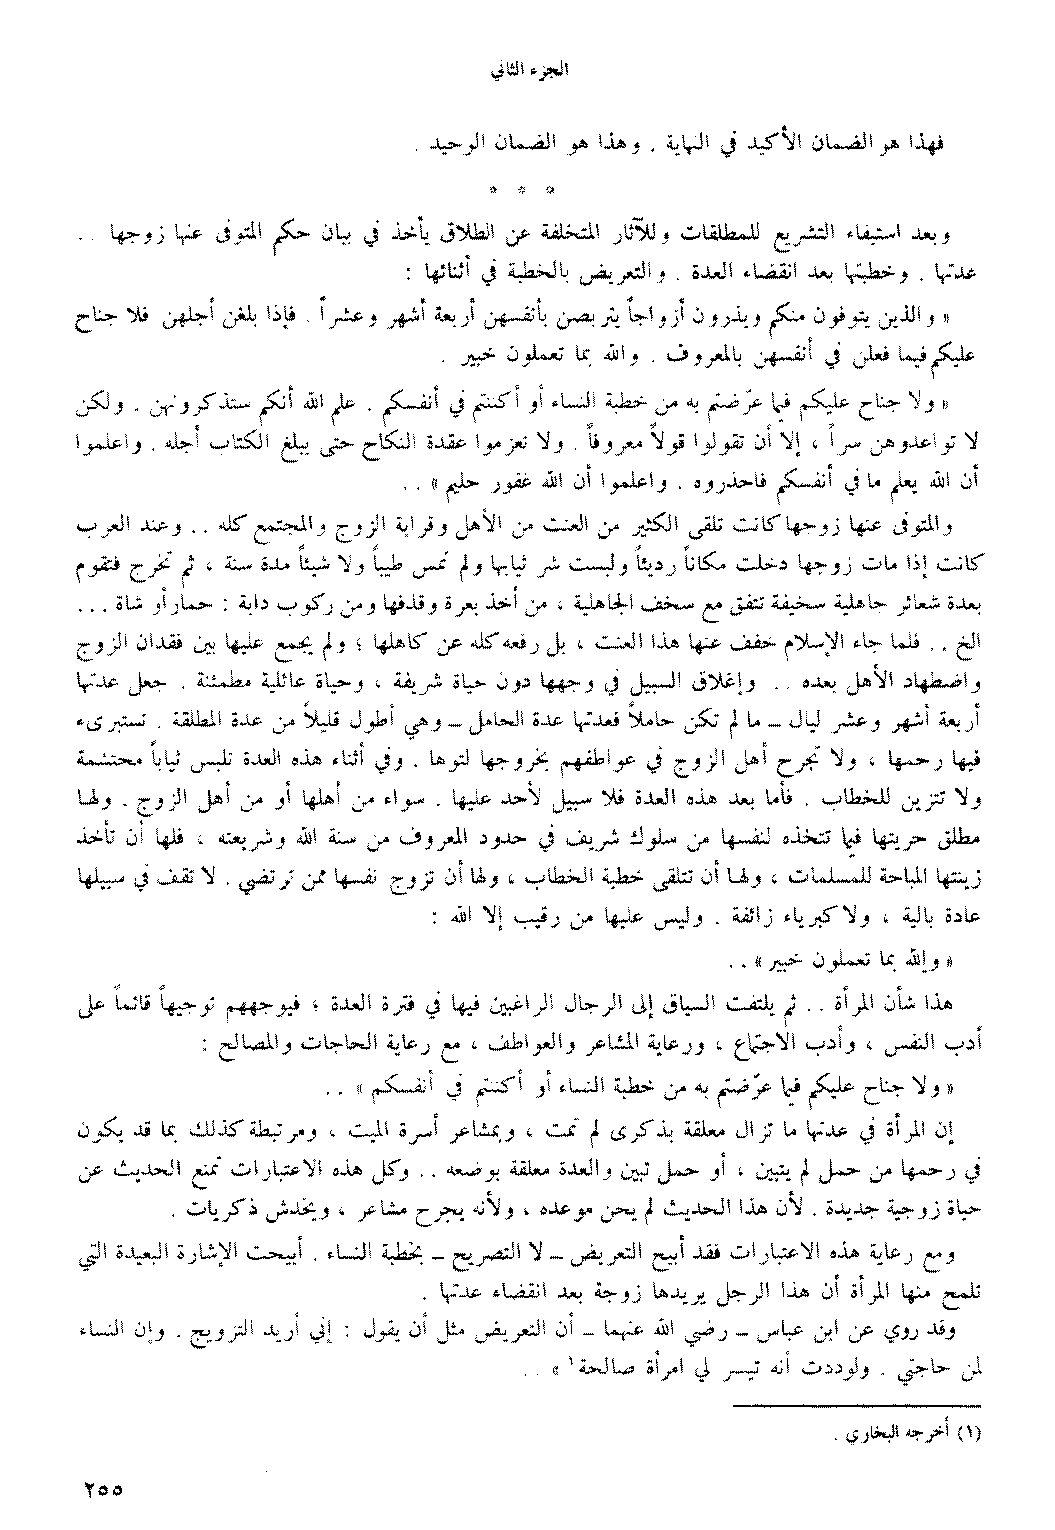 الجزء الثاني
فهذا هو الضمان الأكيد في النهاية . وهذا هو الضمان الوحيد .
* * *
وبعد استيفاء التشريع للمطلقات وللآثار المتخلفة عن الطلاق يأخذ في بيان حكم المتوفى عنها زوجها . .
عدتها . وخطبتها بعد انقضاء العدة . والتعريض بالخطبة في أثنائها :
« والذين يتوفون منكم ويذرون أزواجاً يتربصن بأنفسهن أربعة أشهر وعشراً . فإذا بلغن أجلهن فلا جناح
عليكم فيما فعلن في أنفسهن بالمعروف . والله بما تعملون خبير .
« ولا جناح عليكم فيما عرّضتم به من خطبة النساء أو أكننتم في أنفسكم . علم الله أنكم ستذكرونهن . ولكن
لا تواعدوهن سراً ، إلا أن تقولوا قولاً معروفاً . ولا تعزموا عقدة النكاح حتى يبلغ الكتاب أجله . واعلموا
أن الله يعلم ما في أنفسكم فاحذروه . واعلموا أن الله غفور حليم » . .
والمتوفى عنها زوجها كانت تلقى الكثير من العنت من الأهل وقرابة الزوج والمجتمع كله . . وعند العرب
كانت إذا مات زوجها دخلت مكاناً رديئاً ولبست شر ثيابها ولم تمس طيباً ولا شيئاً مدة سنة ، ثم تخرج فتقوم
بعدة شعائر جاهلية سخيفة تتفق مع سخف الجاهلية ، من أخذ بعرة وقذفها ومن ركوب دابة : حمار أو شاة . . .
الخ . . فلما جاء الإسلام خفف عنها هذا العنت ، بل رفعه كله عن كاهلها ؛ ولم يجمع عليها بين فقدان الزوج
واضطهاد الأهل بعده . . وإغلاق السبيل في وجهها دون حياة شريفة ، وحياة عائلية مطمئنة . جعل عدتها
أربعة أشهر وعشر ليال – ما لم تكن حاملاً فعدتها عدة الحامل – وهي أطول قليلاً من عدة المطلقة . تستبرىء
فيها رحمها ، ولا تجرح أهل الزوج في عواطفهم بخروجها لتوها . وفي أثناء هذه العدة تلبس ثياباً محتشمة
ولا تتزين للخطاب . فأما بعد هذه العدة فلا سبيل لأحد عليها . سواء من أهلها أو من أهل الزوج . ولها
مطلق حريتها فيما تتخذه لنفسها من سلوك شريف في حدود المعروف من سنة الله وشريعته ، فلها أن تأخذ
زينتها المباحة للمسلمات ، ولها أن تتلقى خطبة الخطاب ، ولها أن تزوج نفسها ممن ترتضي . لا تقف في سبيلها
عادة بالية ، ولا كبرياء زائفة . وليس عليها من رقيب إلا الله :
« والله بما تعملون خبير » . .
هذا شأن المرأة . . ثم يلتفت السياق إلى الرجال الراغبين فيها في فترة العدة ؛ فيوجههم توجيهاً قائماً على
أدب النفس ، وأدب الاجتماع ، ورعاية المشاعر والعواطف ، مع رعاية الحاجات والمصالح :
« ولا جناح عليكم فيما عرّضتم به من خطبة النساء أو أكننتم في أنفسكم » . .
إن المرأة في عدتها ما تزال معلقة بذكرى لم تمت ، وبمشاعر أسرة الميت ، ومرتبطة كذلك بما قد يكون
في رحمها من حمل لم يتبين ، أو حمل تبين والعدة معلقة بوضعه . . وكل هذه الاعتبارات تمنع الحديث عن
حياة زوجية جديدة . لأن هذا الحديث لم يحن موعده ، ولأنه يجرح مشاعر ، ويخدش ذكريات .
ومع رعاية هذه الاعتبارات فقد أبيح التعريض – لا التصريح – بخطبة النساء . أبيحت الإشارة البعيدة التي
تلمح منها المرأة أن هذا الرجل يريدها زوجة بعد انقضاء عدتها .
وقد روي عن ابن عباس – رضي الله عنهما – أن التعريض مثل أن يقول : إني أريد التزويج . وإن النساء
لمن حاجتي . ولوددت أنه تيسر لي امرأة صالحة ¹ » . .
(١) أخرجه البخاري .
٢٥٥